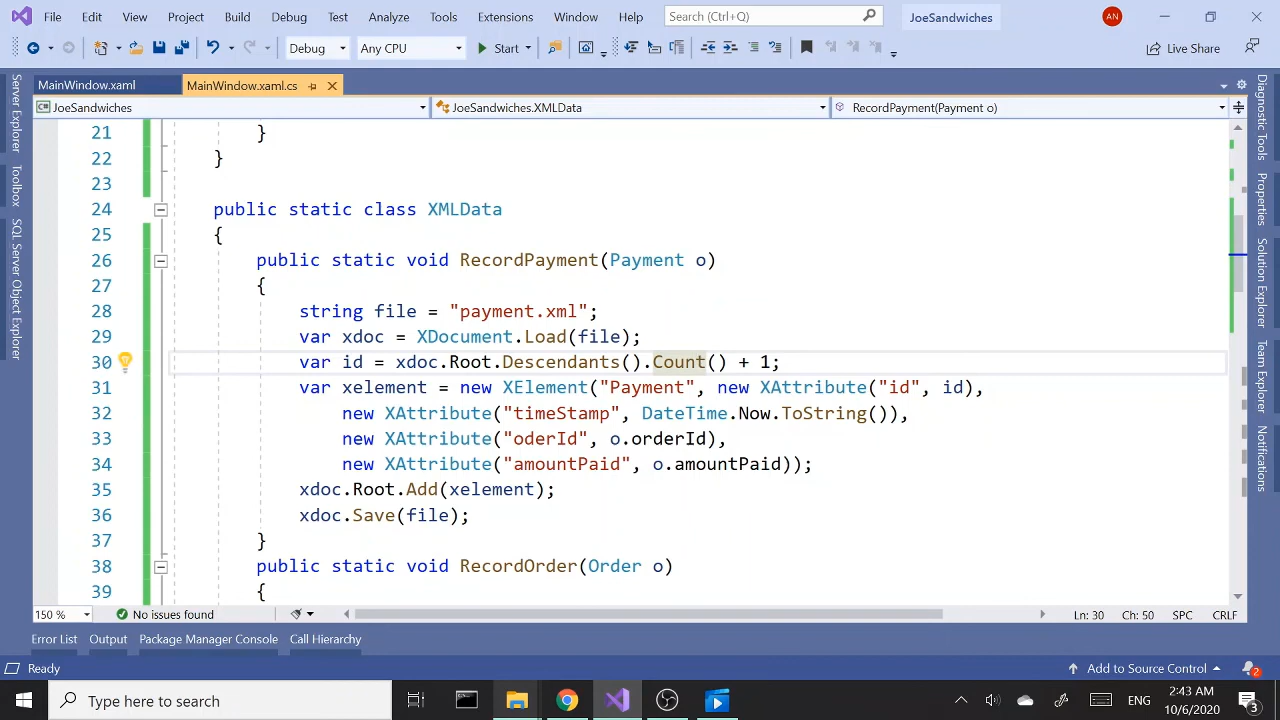 File Edit View Project Build Debug Test Analyze Tools Extensions Window Help Search (Ctrl+Q) JoeSandwiches AN
Debug Any CPU Start Live Share
MainWindow.xaml MainWindow.xaml.cs
JoeSandwiches JoeSandwiches.XMLData RecordPayment(Payment o)
Server Explorer
Toolbox
SQL Server Object Explorer
21 }
22 }
23
24 public static class XMLData
25 {
26 public static void RecordPayment(Payment o)
27 {
28 string file = "payment.xml";
29 var xdoc = XDocument.Load(file);
30 var id = xdoc.Root.Descendants().Count() + 1;
31 var xelement = new XElement("Payment", new XAttribute("id", id),
32 new XAttribute("timeStamp", DateTime.Now.ToString()),
33 new XAttribute("oderId", o.orderId),
34 new XAttribute("amountPaid", o.amountPaid));
35 xdoc.Root.Add(xelement);
36 xdoc.Save(file);
37 }
38 public static void RecordOrder(Order o)
39 {
Diagnostic Tools
Properties
Solution Explorer
Team Explorer
Notifications
150 % No issues found Ln: 30 Ch: 50 SPC CRLF
Error List Output Package Manager Console Call Hierarchy
Ready Add to Source Control 2
Type here to search ENG :43 AM
10/6/2020 3